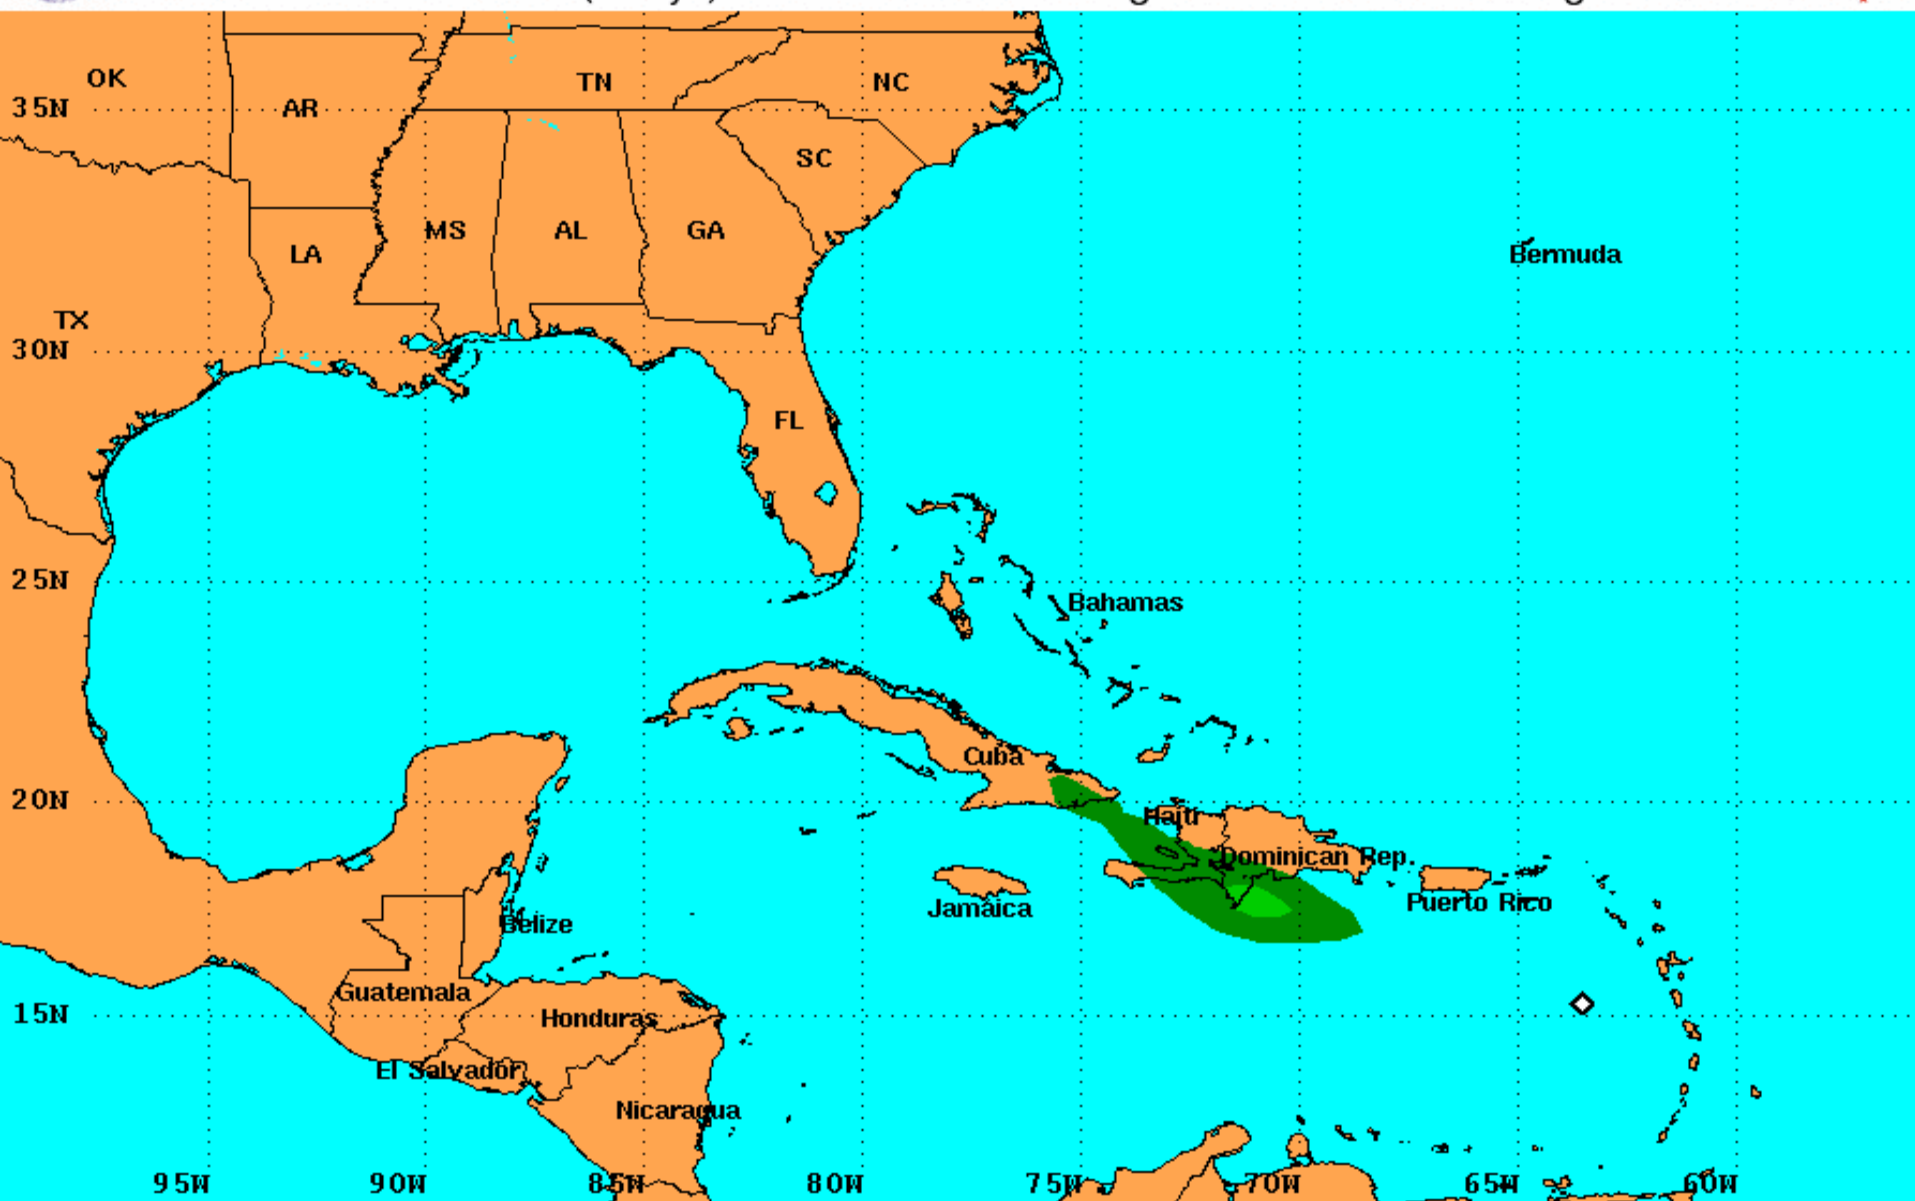 OK
TN
NC
AR
35N
SC
MS
AL
GA
LA
Bermuda
TX
30N
FL
25N
Bahamas
Cuba
20N
Haiti
Dominican Rep.
Puerto Rico
Jamaica
Belize
Guatemala
15N
Honduras
El Salvador
Nicaragua
95W
90W
85W
80W
75W
70W
65W
60W